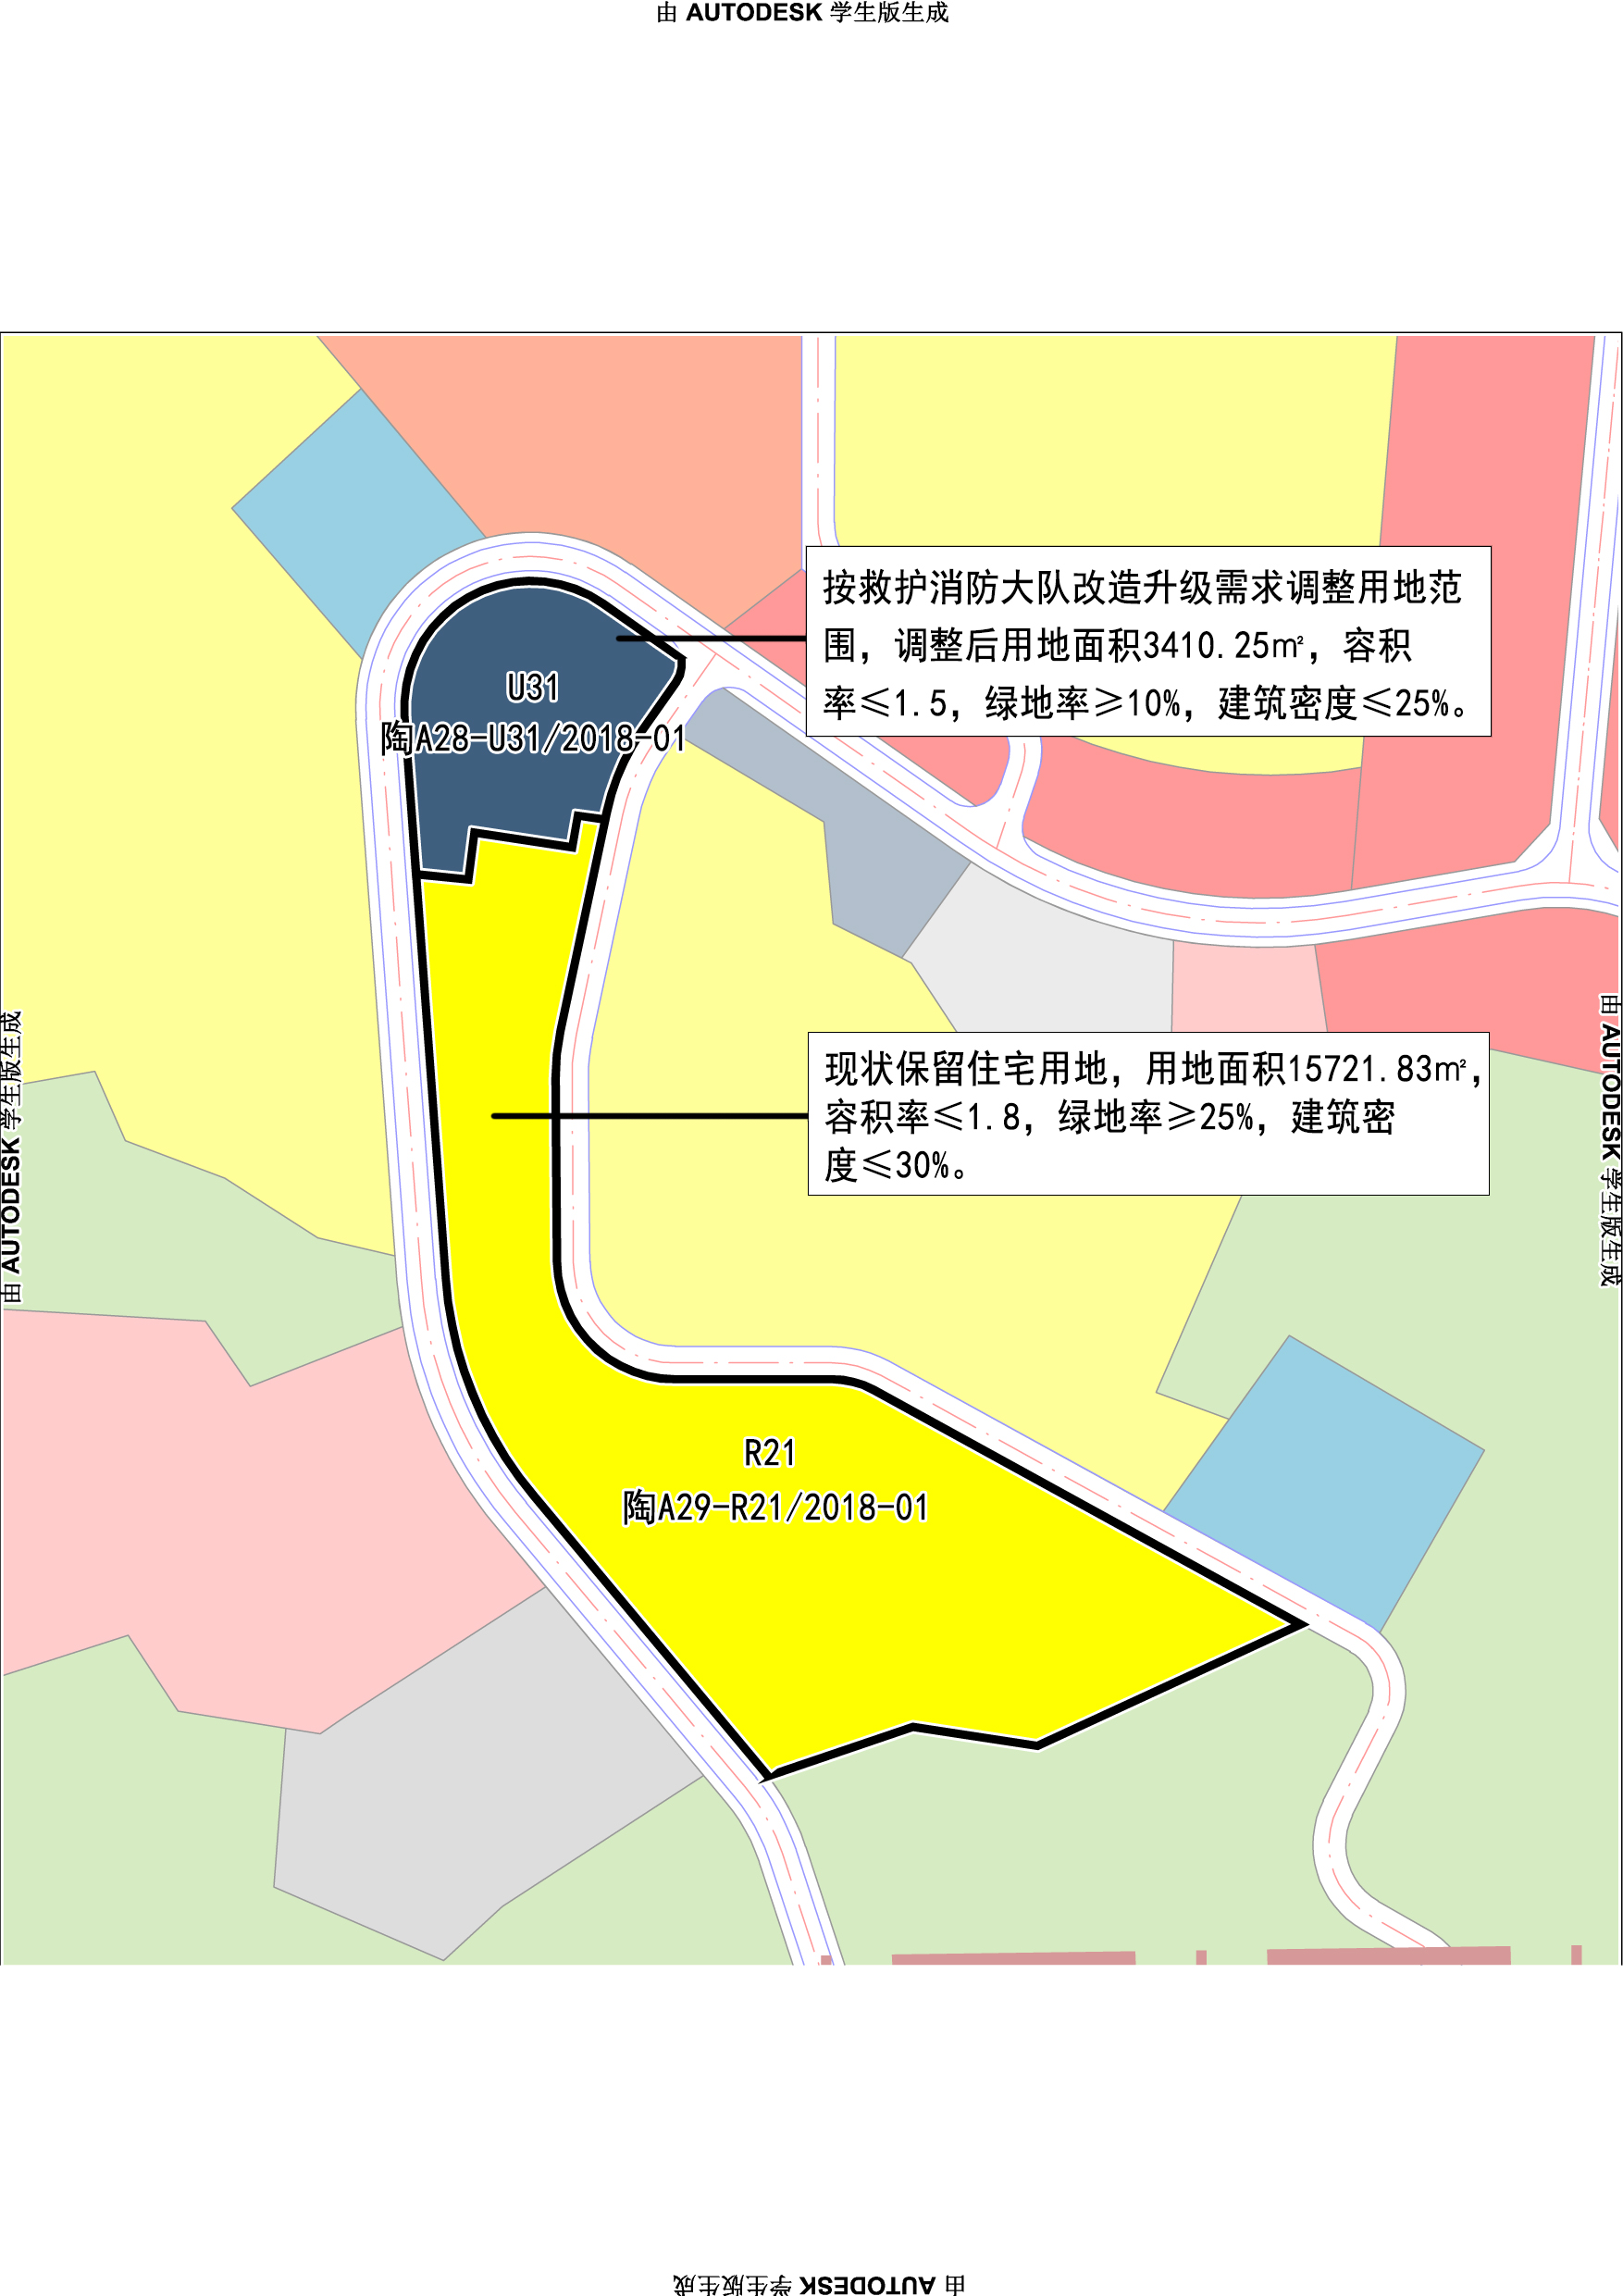 由 AUTODESK 学生版生成
按救护消防大队改造升级需求调整用地范
围，调整后用地面积3410.25㎡，容积
率≤1.5，绿地率≥10%，建筑密度≤25%。
U31
陶A28-U31/2018-01
由 AUTODESK 学生版生成
由 AUTODESK 学生版生成
现状保留住宅用地，用地面积15721.83㎡，
容积率≤1.8，绿地率≥25%，建筑密
度≤30%。
R21
陶A29-R21/2018-01
由 AUTODESK 学生版生成